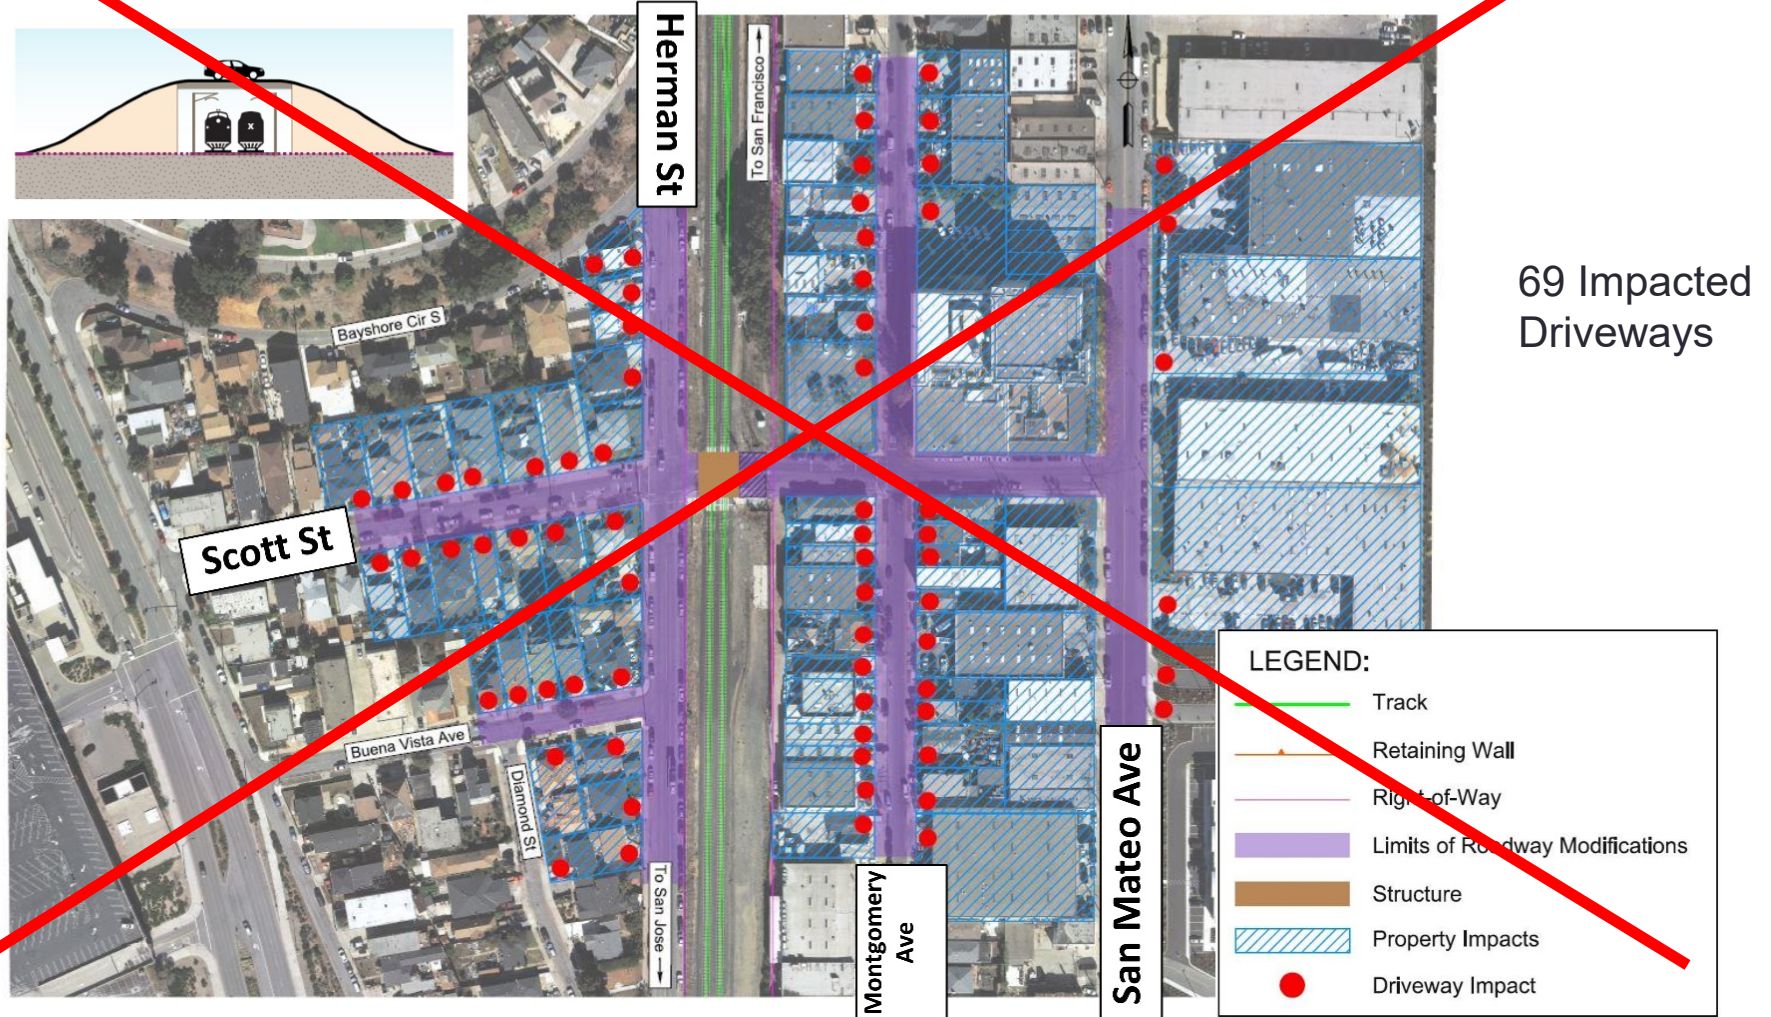 Herman St
To San Francisco
X
Bayshore Cir S
69 Impacted
Driveways
Scott St
Buena Vista Ave
Diamond St
To San Jose
Montgomery
Ave
San Mateo Ave
LEGEND:
Track
Retaining Wall
Right-of-Way
Limits of Roadway Modifications
Structure
Property Impacts
Driveway Impact